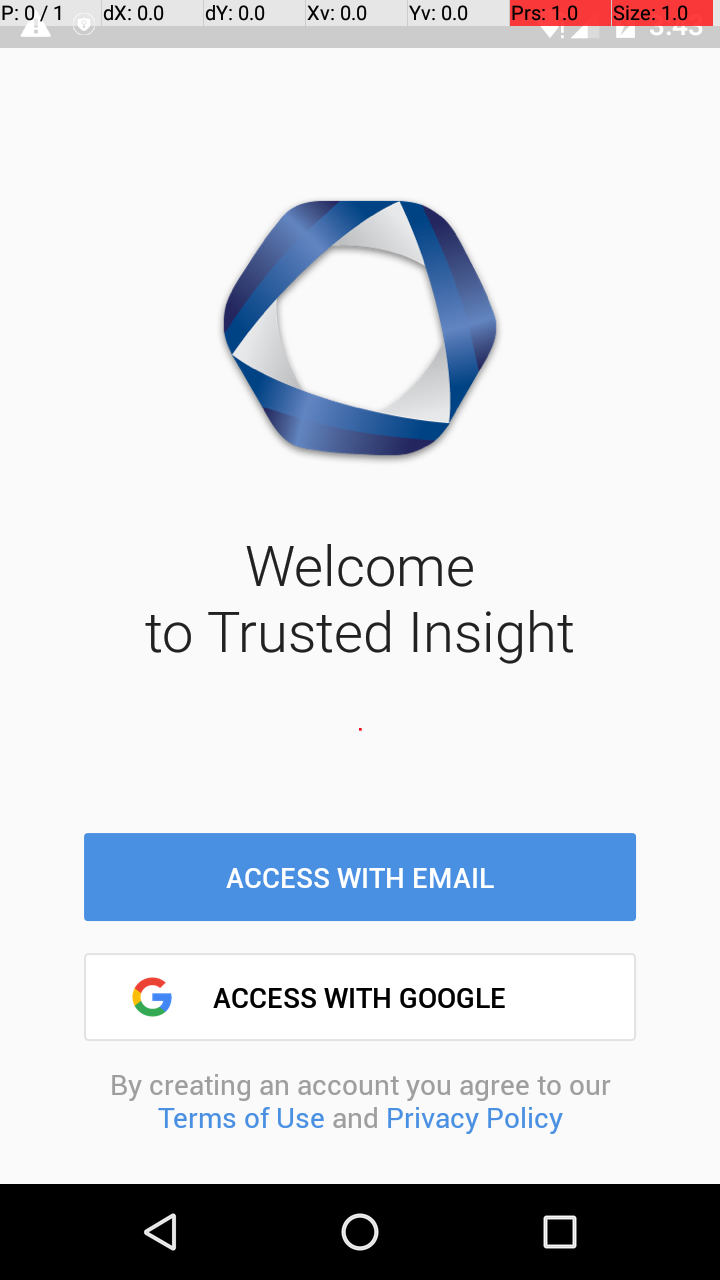 P: 0 / 1 dX: 0.0 dY: 0.0 Xv: 0.0 Yv: 0.0 Prs: 1.0 Size: 1.0
Welcome
to Trusted Insight
ACCESS WITH EMAIL
ACCESS WITH GOOGLE
By creating an account you agree to our
Terms of Use and Privacy Policy